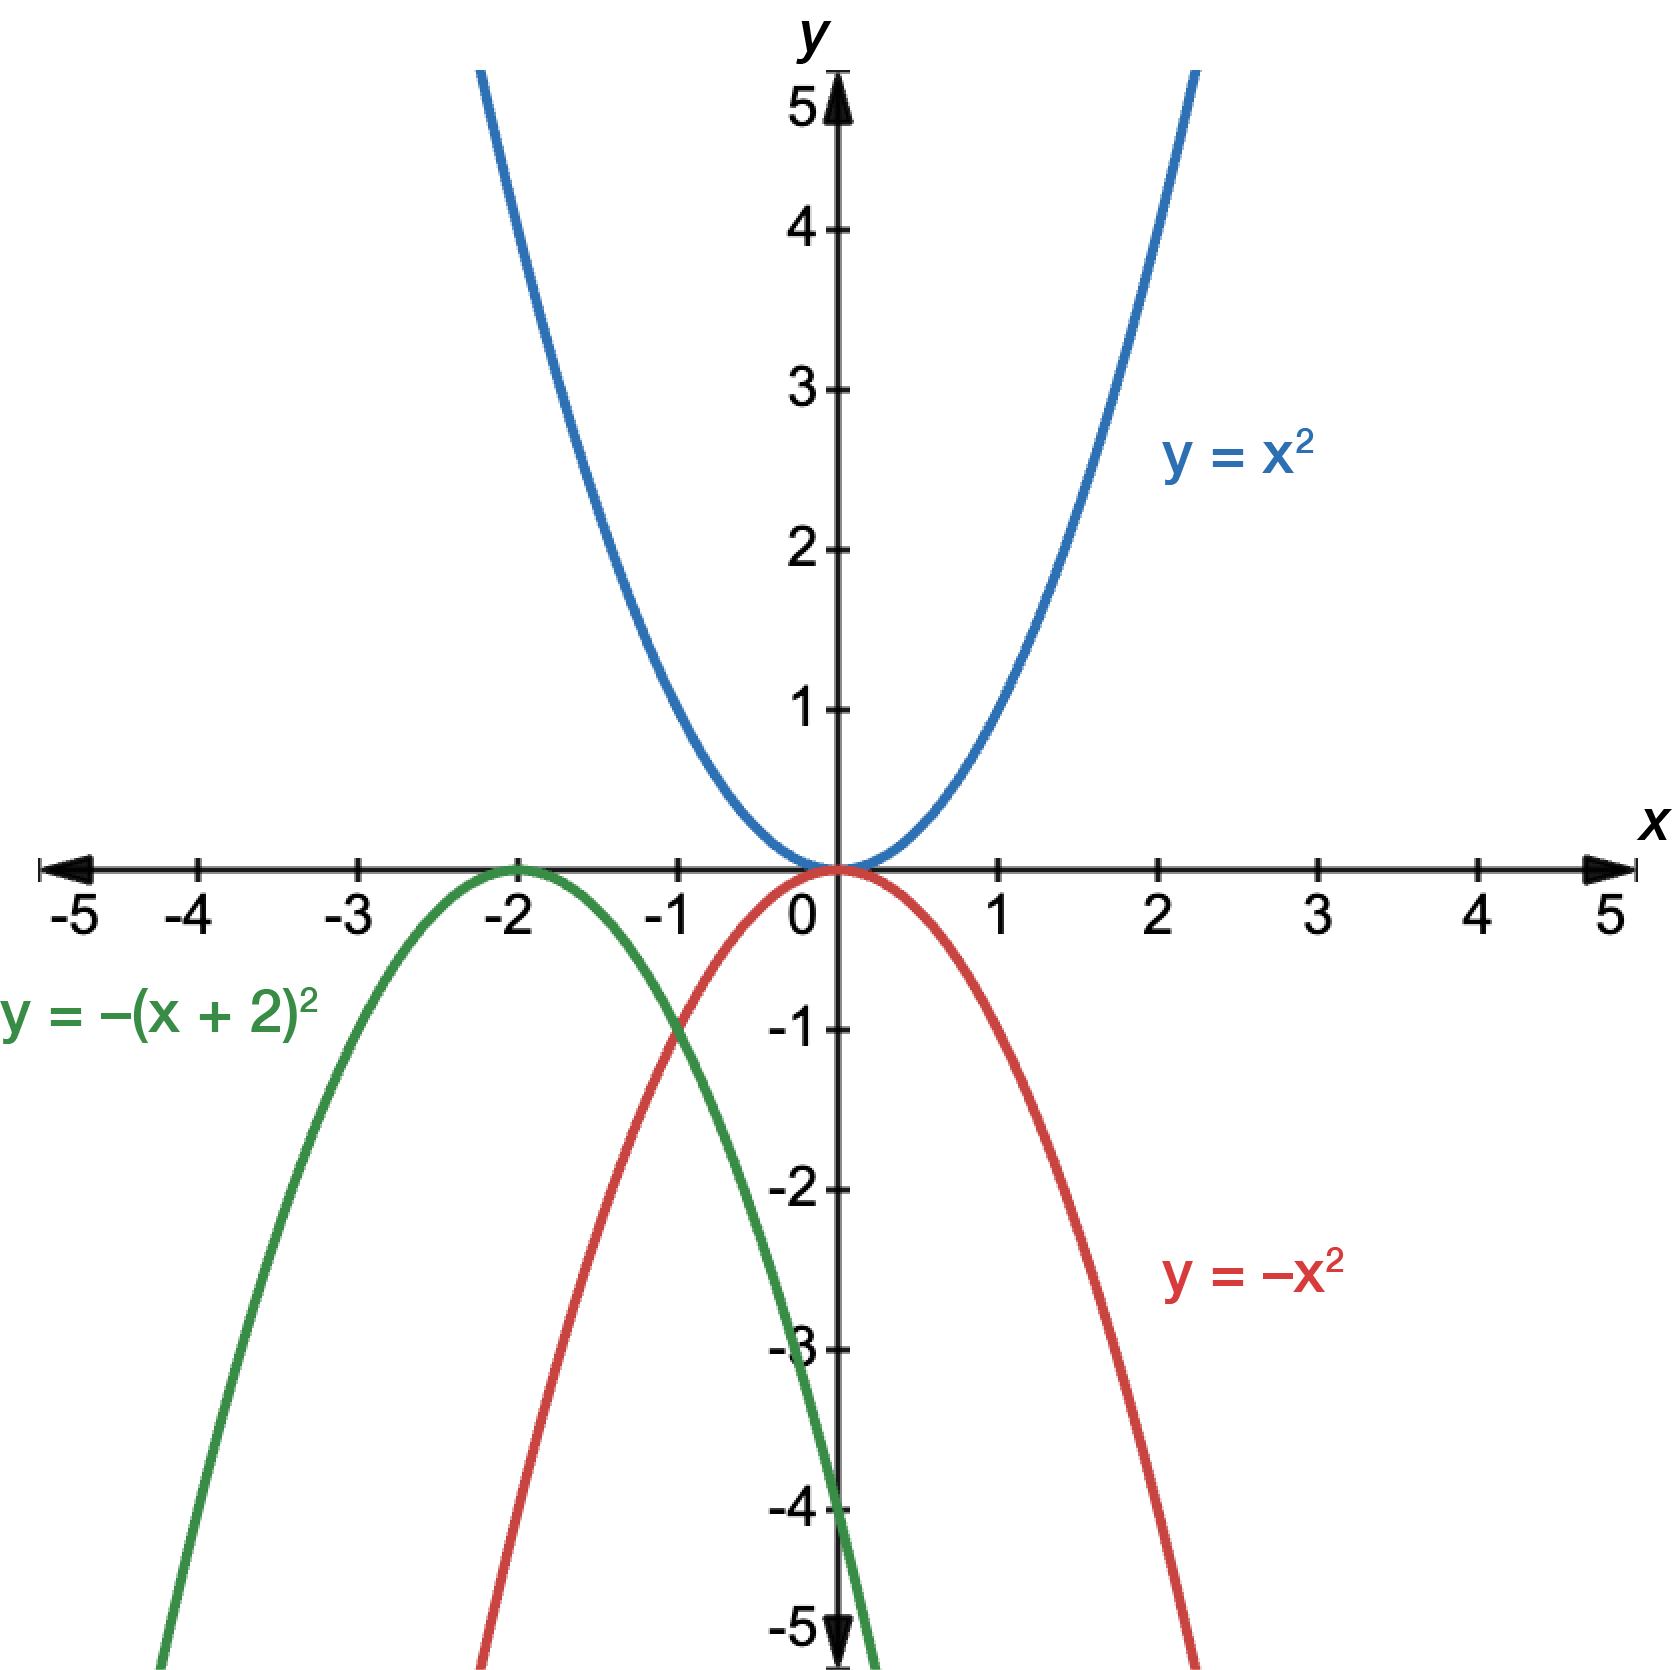 y
5
4
3
y = x²
2
1
x
-5 -4 -3 -2 -1 0 1 2 3 4 5
y = –(x + 2)²
-1
-2
y = –x²
-3
-4
-5